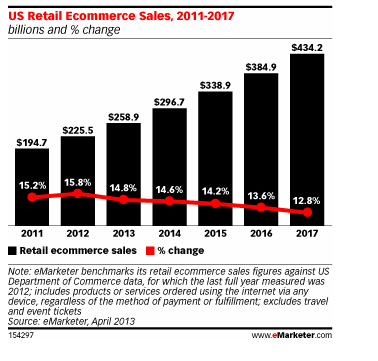 US Retail Ecommerce Sales, 2011-2017
billions and % change
$434.2
$384.9
$338.9
$296.7
$258.9
$225.5
$194.7
15.2% 15.8% 14.8% 14.6% 14.2% 13.6% 12.8%
2011 2012 2013 2014 2015 2016 2017
Retail ecommerce sales % change
Note: eMarketer benchmarks its retail ecommerce sales figures against US
Department of Commerce data, for which the last full year measured was
2012; includes products or services ordered using the internet via any
device, regardless of the method of payment or fulfillment; excludes travel
and event tickets
Source: eMarketer, April 2013
154297 www.eMarketer.com